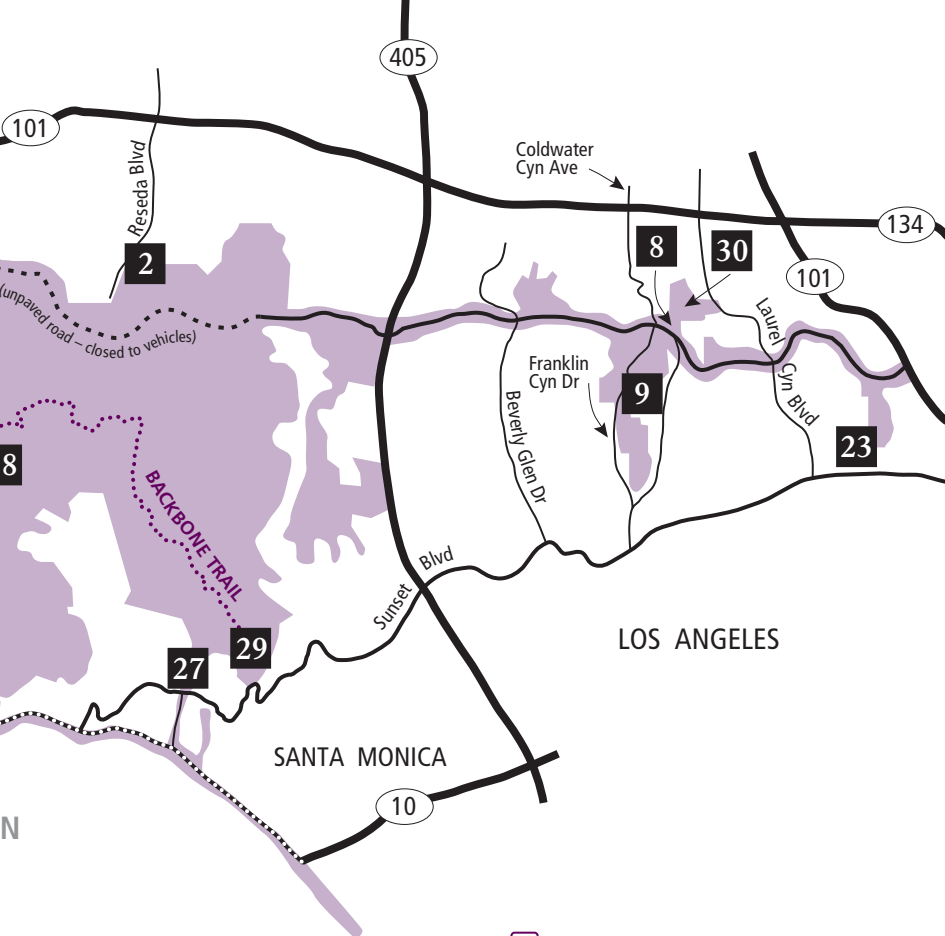 405
101
Reseda Blvd
Coldwater
Cyn Ave
134
2
8
30
101
(unpaved road – closed to vehicles)
Laurel Cyn Blvd
Franklin
Cyn Dr
9
Beverly Glen Dr
23
8
BACKBONE TRAIL
Sunset Blvd
LOS ANGELES
29
27
SANTA MONICA
10
N